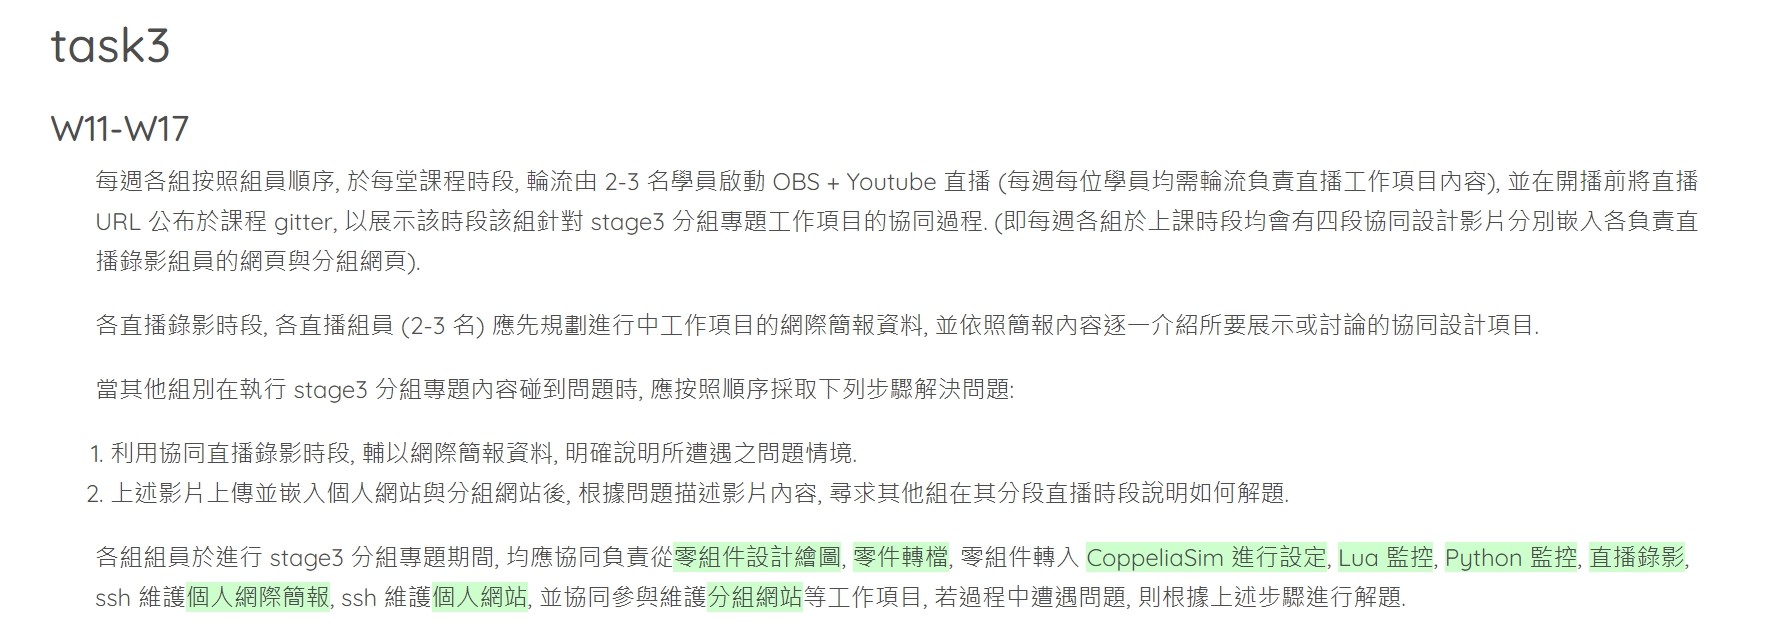 task3
W11-W17
每週各組按照組員順序, 於每堂課程時段, 輪流由 2-3 名學員啟動 OBS + Youtube 直播 (每週每位學員均需輪流負責直播工作項目內容), 並在開播前將直播
URL 公布於課程 gitter, 以展示該時段該組針對 stage3 分組專題工作項目的協同過程. (即每週各組於上課時段均會有四段協同設計影片分別嵌入各負責直
播錄影組員的網頁與分組網頁).
各直播錄影時段, 各直播組員 (2-3 名) 應先規劃進行中工作項目的網際簡報資料, 並依照簡報內容逐一介紹所要展示或討論的協同設計項目.
當其他組別在執行 stage3 分組專題內容碰到問題時, 應按照順序採取下列步驟解決問題:
1. 利用協同直播錄影時段, 輔以網際簡報資料, 明確說明所遭遇之問題情境.
2. 上述影片上傳並嵌入個人網站與分組網站後, 根據問題描述影片內容, 尋求其他組在其分段直播時段說明如何解題.
各組組員於進行 stage3 分組專題期間, 均應協同負責從零組件設計繪圖, 零件轉檔, 零組件轉入 CoppeliaSim 進行設定, Lua 監控, Python 監控, 直播錄影,
ssh 維護個人網際簡報, ssh 維護個人網站, 並協同參與維護分組網站等工作項目, 若過程中遭遇問題, 則根據上述步驟進行解題.